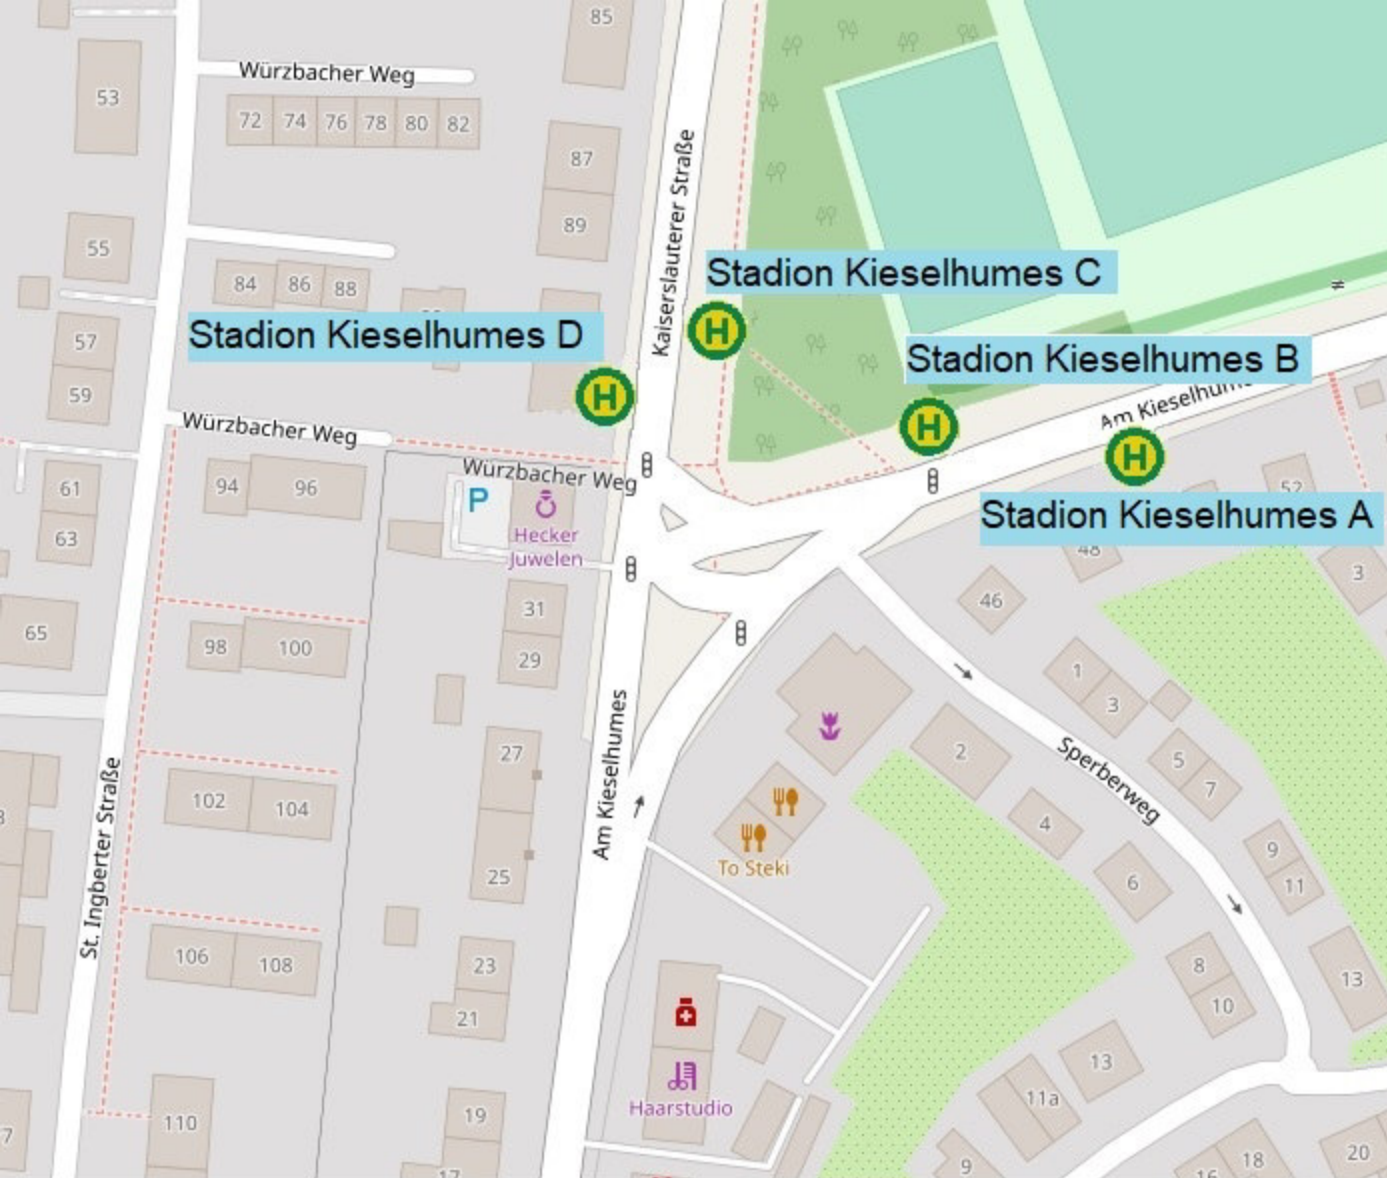 85
Würzbacher Weg
53
72 74 76 78 80 82
87
Kaiserslauterer Straße
89
55
Stadion Kieselhumes C
84 86 88
H
57
Stadion Kieselhumes D
Stadion Kieselhumes B
59
H
Am Kieselhume
H
Würzbacher Weg
H
Würzbacher Weg
61
94 96
P
52
Hecker
Juwelen
Stadion Kieselhumes A
63
48
3
46
31
65
98 100
29
1
3
27
2
Sperberweg
5
7
102 104
4
Am Kieselhumes
St. Ingberter Straße
To Steki
9
25
6
11
106 108
23
8
13
21
10
13
11a
Haarstudio
110
19
7
17
9
18
16
20